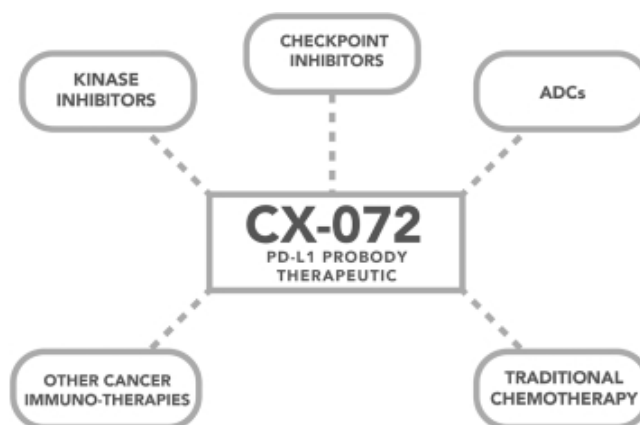 CHECKPOINT
INHIBITORS
KINASE
INHIBITORS
ADCs
CX-072
PD-L1 PROBODY
THERAPEUTIC
OTHER CANCER
IMMUNO-THERAPIES
TRADITIONAL
CHEMOTHERAPY